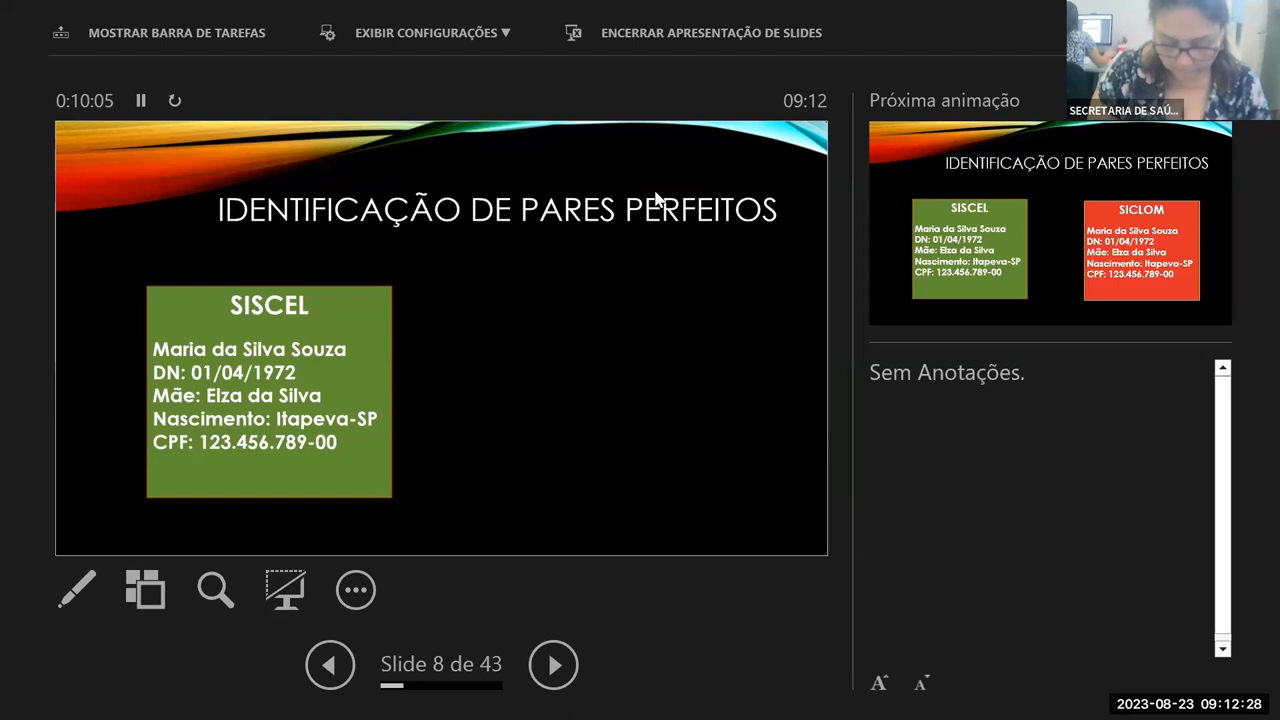 MOSTRAR BARRA DE TAREFAS
EXIBIR CONFIGURAÇÕES ▼
ENCERRAR APRESENTAÇÃO DE SLIDES
SECRETARIA DE SAÚ...
0:10:05
09:12
IDENTIFICAÇÃO DE PARES PERFEITOS
SISCEL
Maria da Silva Souza
DN: 01/04/1972
Mãe: Elza da Silva
Nascimento: Itapeva-SP
CPF: 123.456.789-00
Próxima animação
IDENTIFICAÇÃO DE PARES PERFEITOS
SISCEL
Maria da Silva Souza
DN: 01/04/1972
Mãe: Elza da Silva
Nascimento: Itapeva-SP
CPF: 123.456.789-00
SICLOM
Maria da Silva Souza
DN: 01/04/1972
Mãe: Elza da Silva
Nascimento: Itapeva-SP
CPF: 123.456.789-00
Sem Anotações.
Slide 8 de 43
A A
2023-08-23 09:12:28